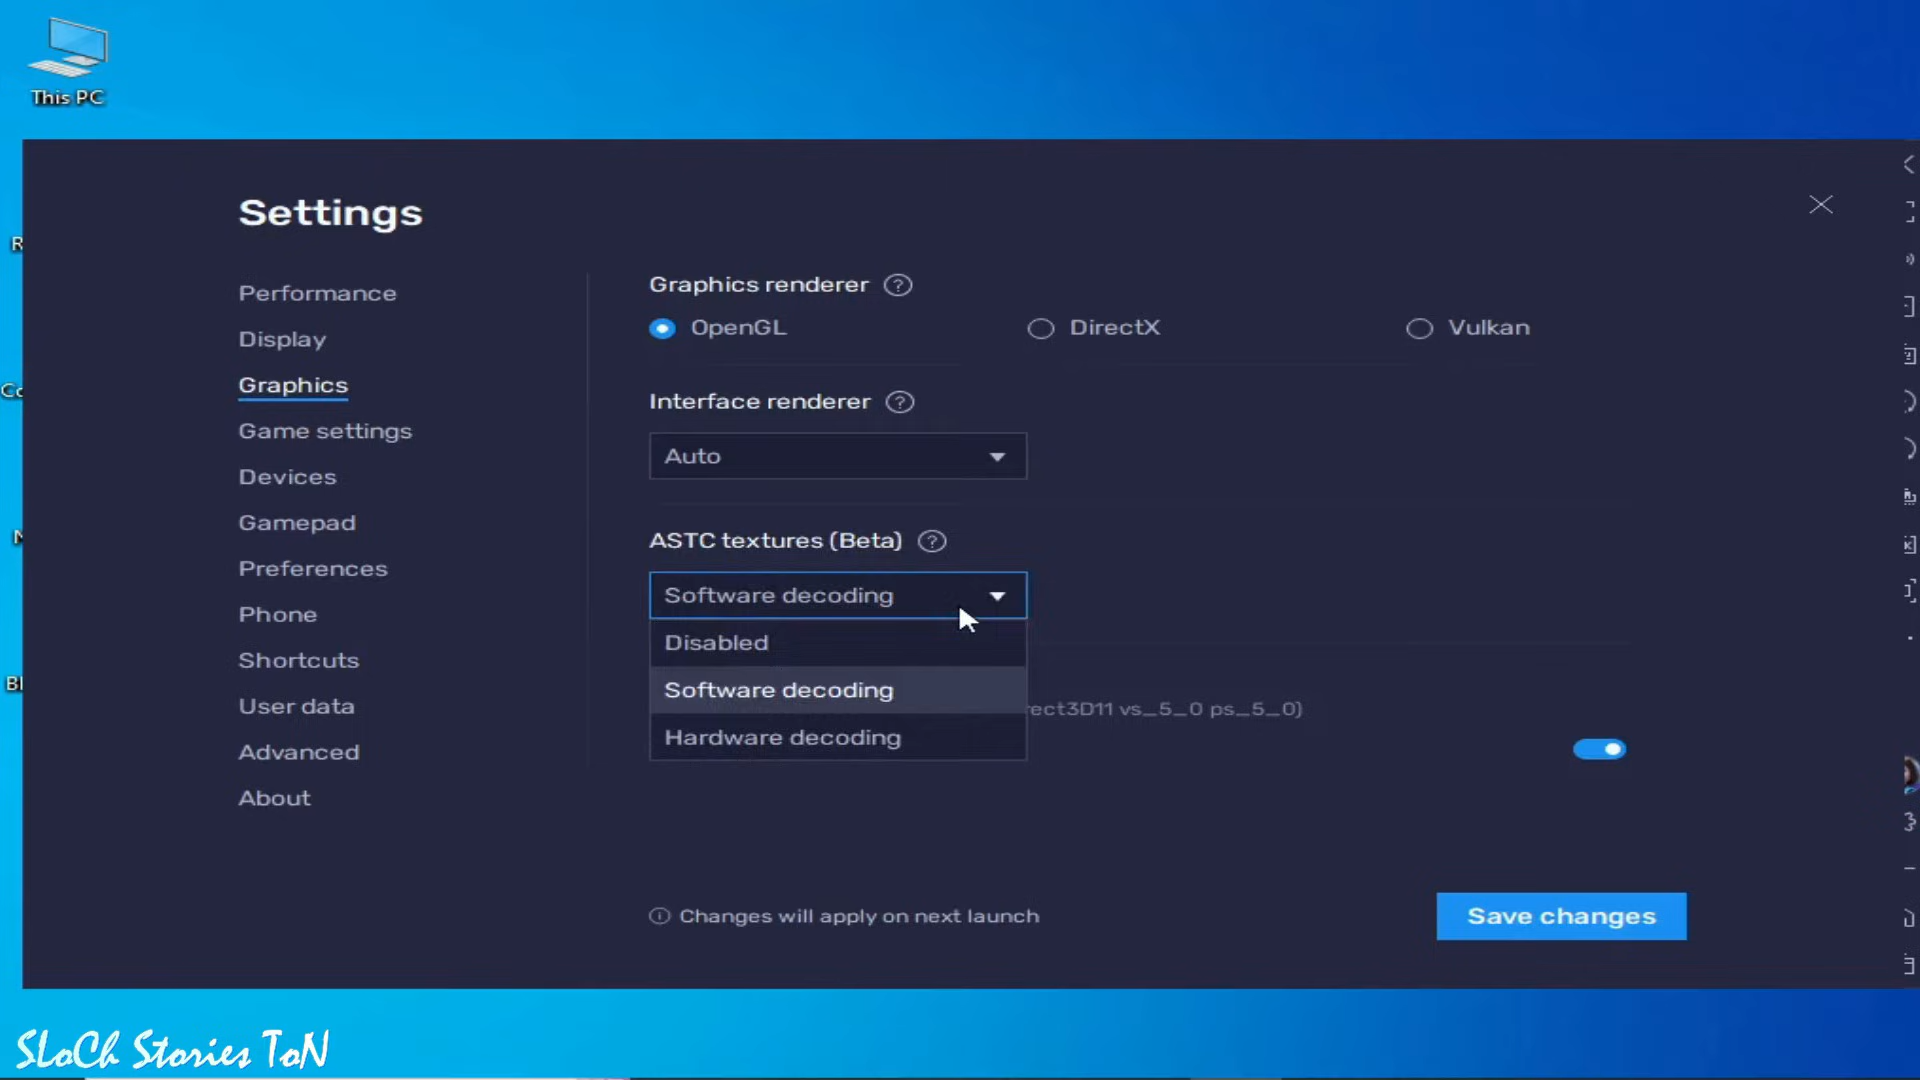 This PC
Settings
Performance
Display
Graphics
Game settings
Devices
Gamepad
Preferences
Phone
Shortcuts
User data
Advanced
About
Graphics renderer ?
OpenGL
DirectX
Vulkan
Interface renderer ?
Auto
ASTC textures (Beta) ?
Software decoding
Disabled
Software decoding
Hardware decoding
rect3D11 vs_5_0 ps_5_0)
Changes will apply on next launch
Save changes
SLoCh Stories ToN